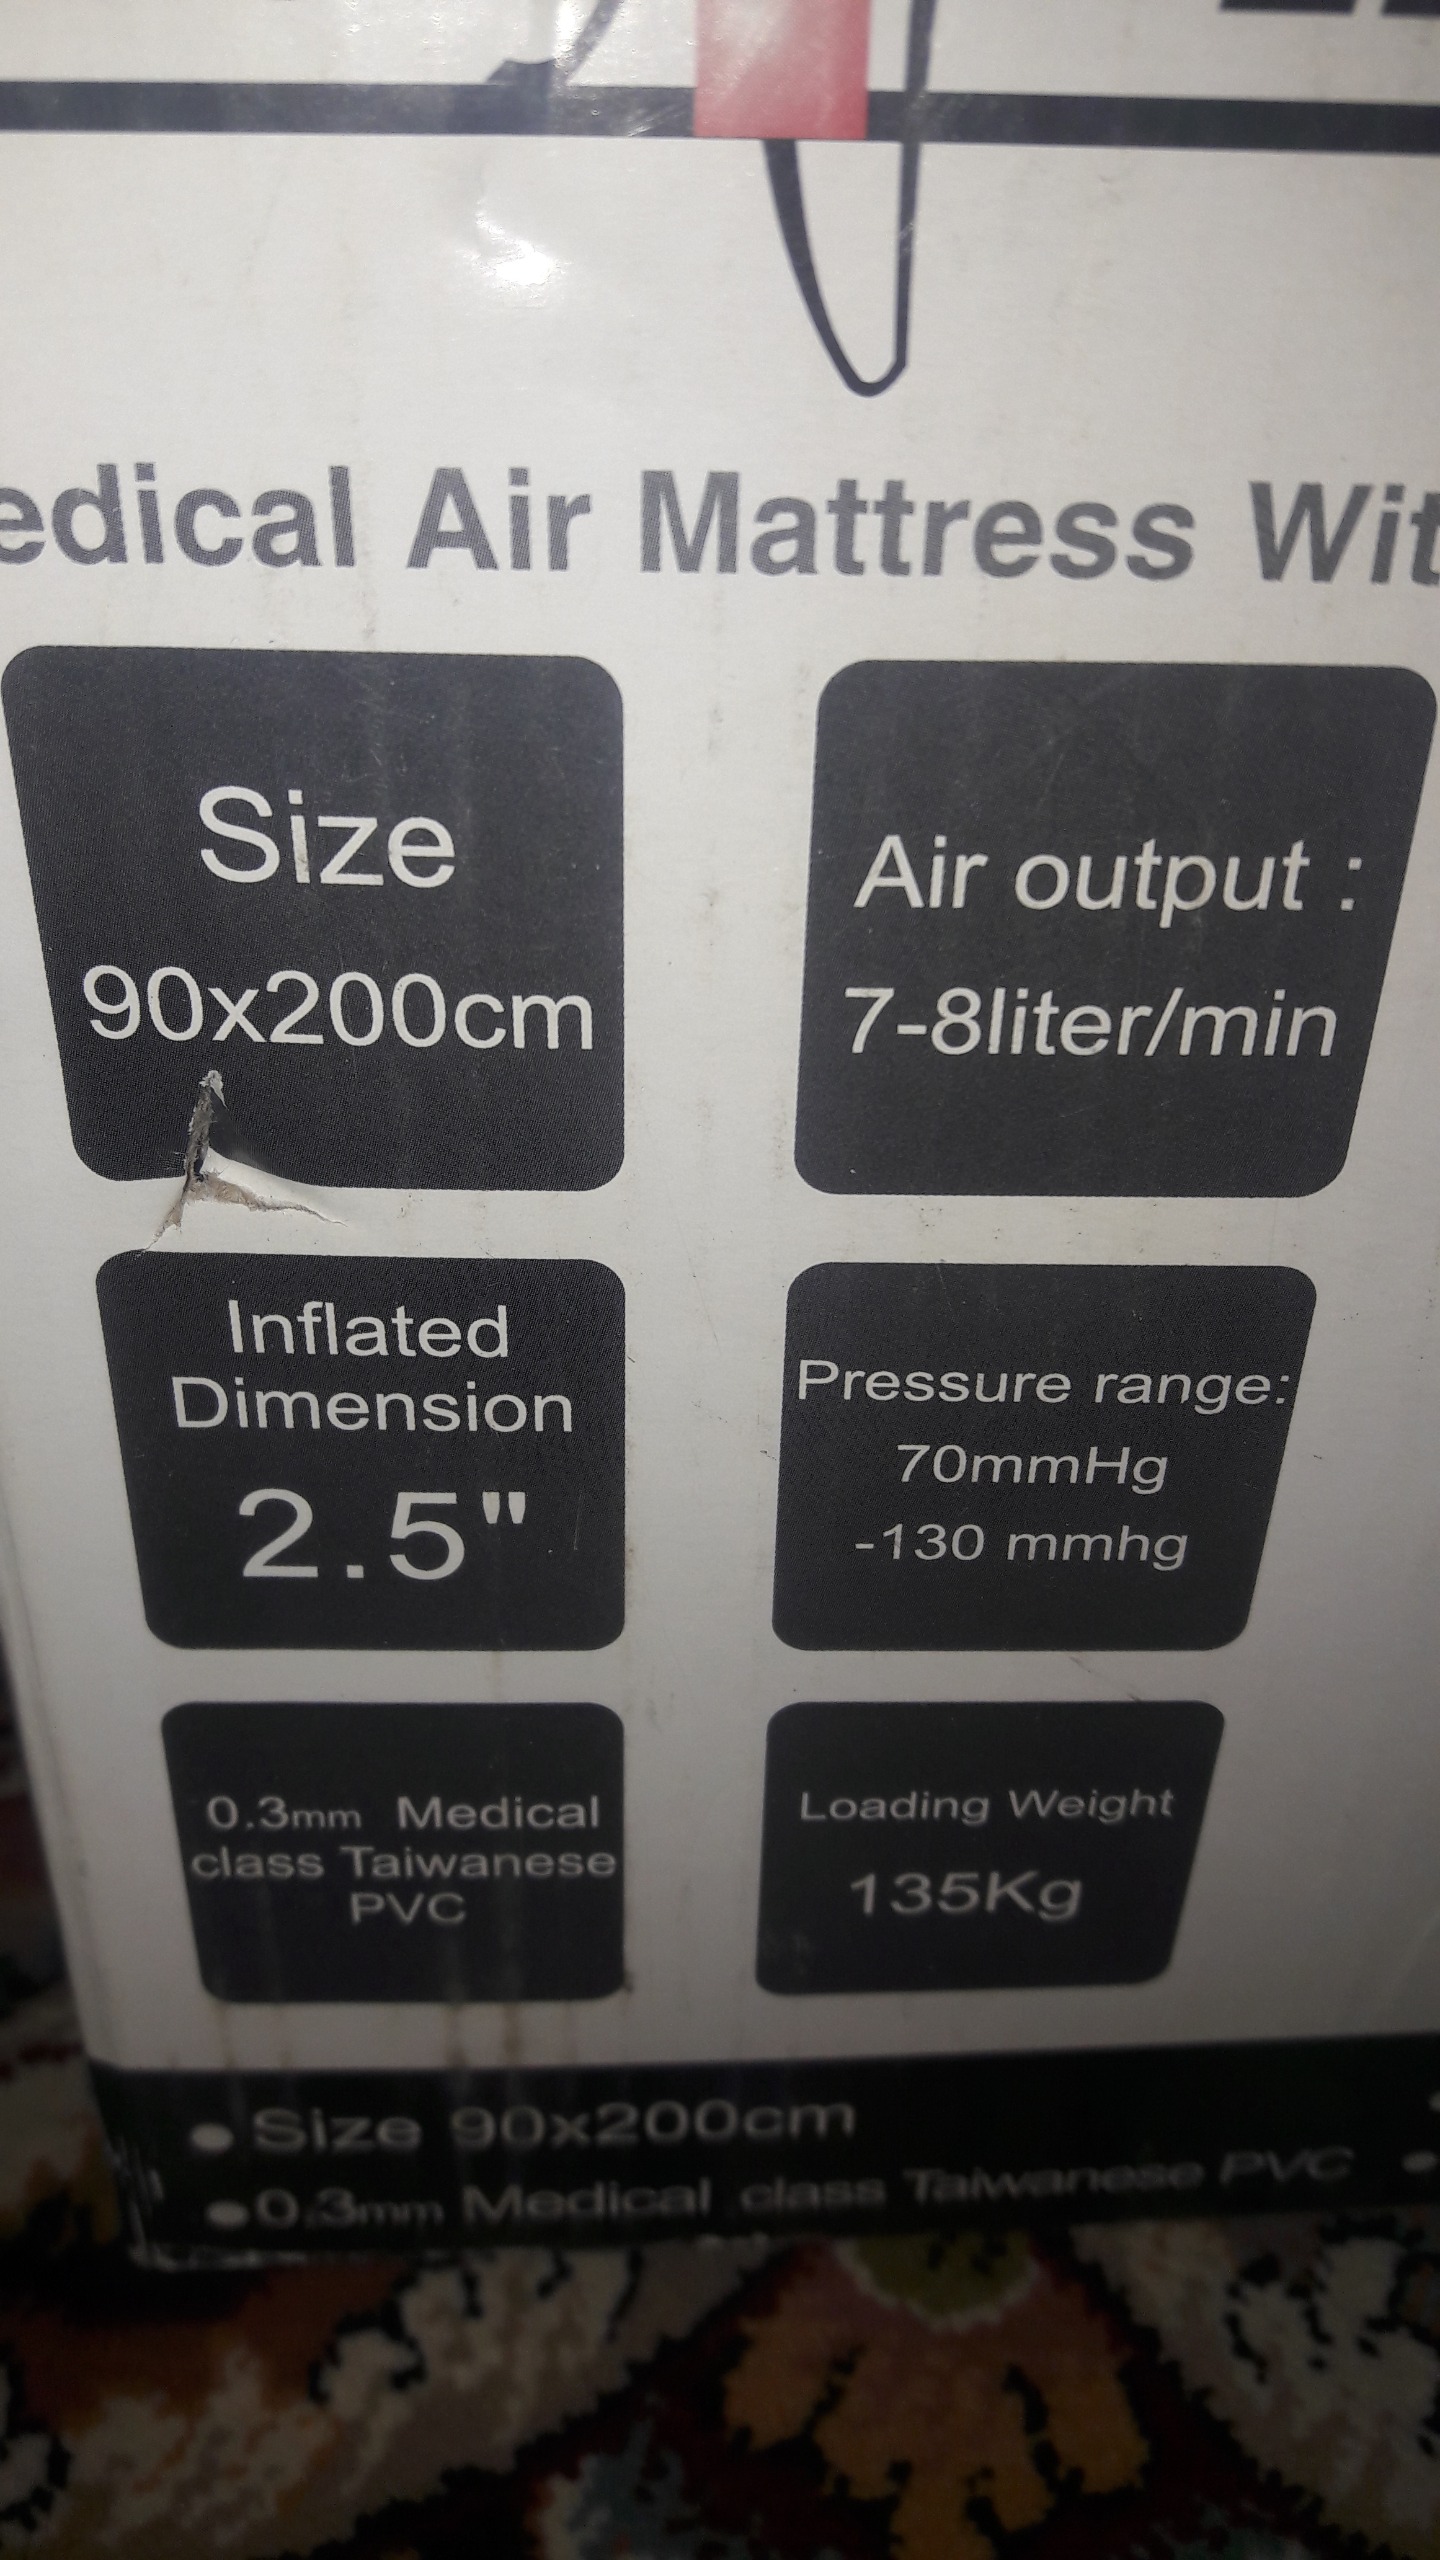 edical Air Mattress Wit
Size
90x200cm
Air output :
7-8liter/min
Inflated
Dimension
2.5"
Pressure range:
70mmHg
-130 mmhg
0.3mm Medical
class Taiwanese
PVC
Loading Weight
135Kg
• Size 90x200cm
• 0.3mm Medical class Taiwanese PVC